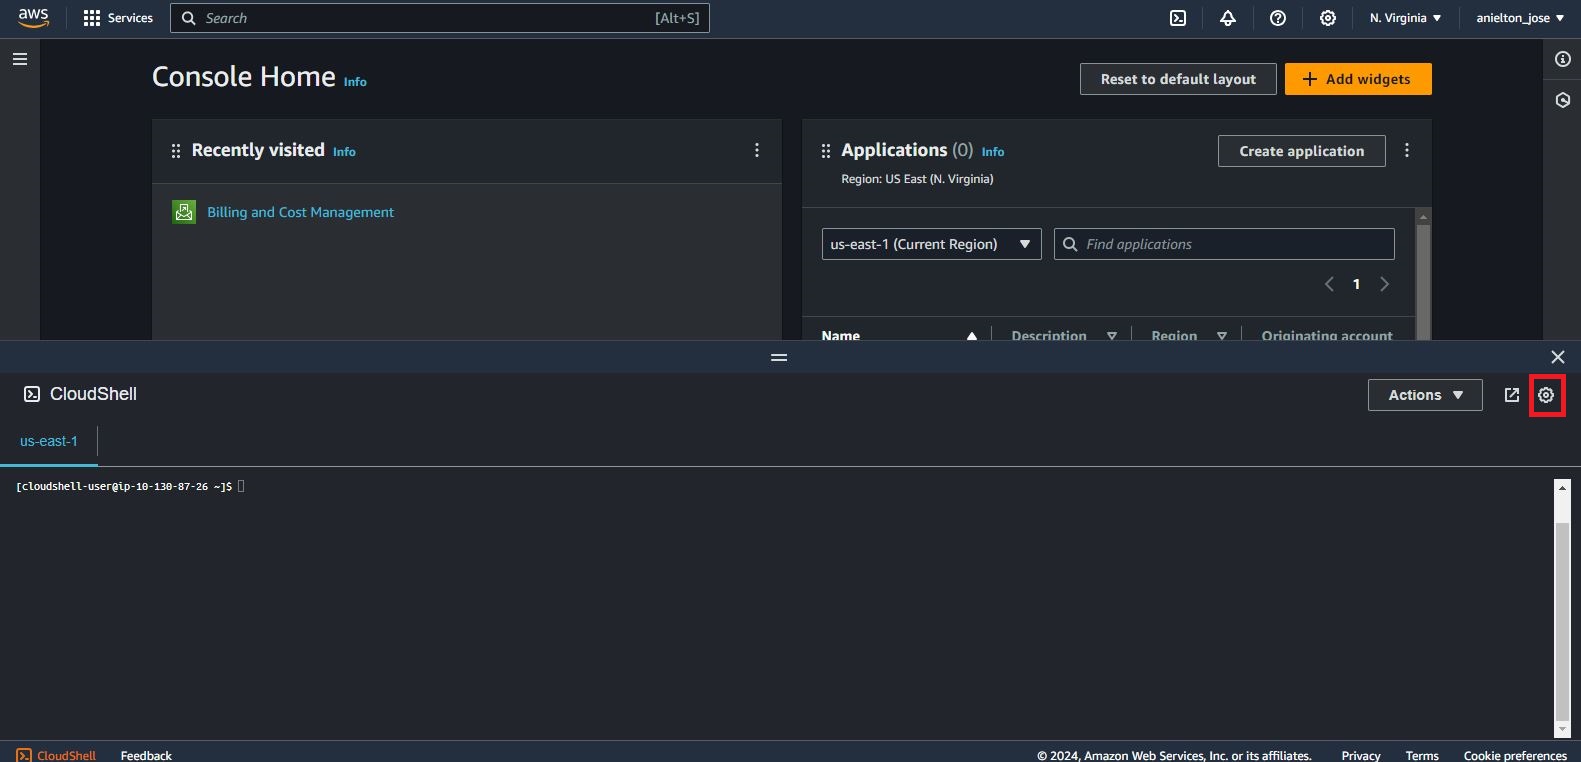 aws Services Search [Alt+S] N. Virginia anielton_jose
Console Home Info Reset to default layout Add widgets
Recently visited Info
Billing and Cost Management
Applications (0) Info Create application
Region: US East (N. Virginia)
us-east-1 (Current Region) Find applications
1
Name Description Region Originating account
CloudShell Actions
us-east-1
[cloudshell-user@ip-10-130-87-26 ~]$
CloudShell Feedback © 2024, Amazon Web Services, Inc. or its affiliates. Privacy Terms Cookie preferences